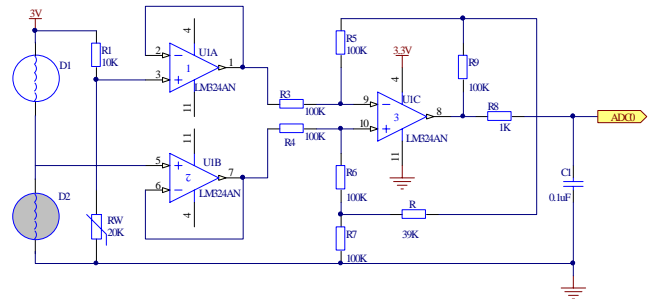 3V
D1
R1
10K
2
3
4
U1A
1
1
LM324AN
11
R5
100K
3.3V
R9
100K
R3
100K
9
10
4
U1C
3
8
LM324AN
11
R8
1K
ADC0
R4
100K
11
5
6
U1B
2
7
LM324AN
4
D2
RW
20K
R6
100K
R
39K
R7
100K
C1
0.1uF